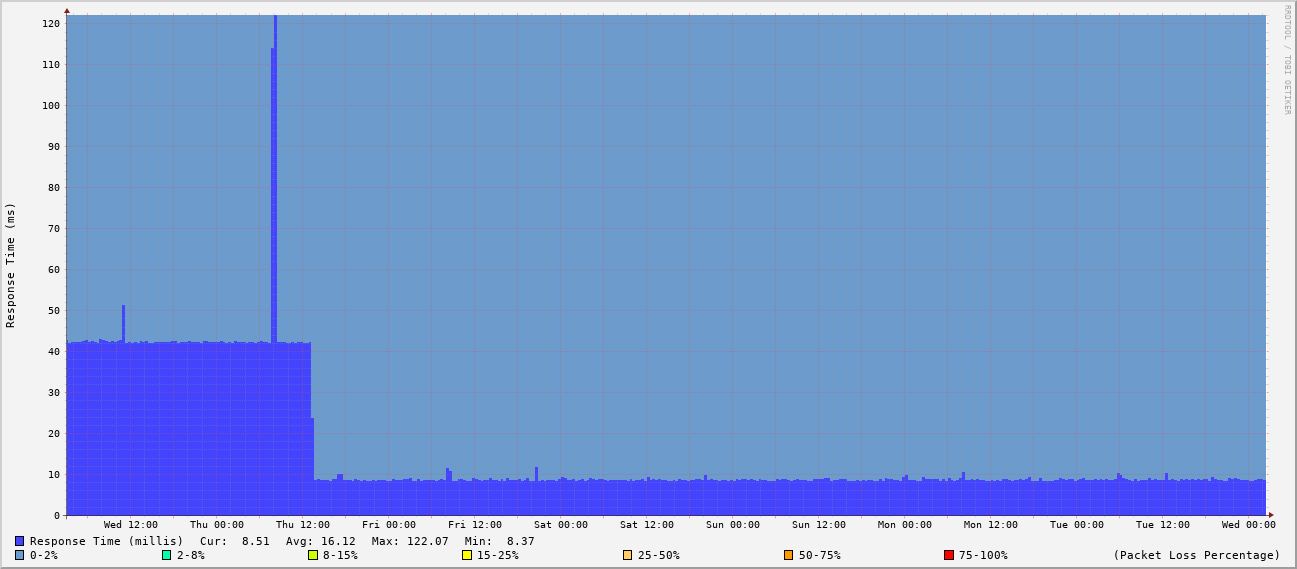 RRDTOOL / TOBI OETIKER
Response Time (ms)
120
110
100
90
80
70
60
50
40
30
20
10
0
Wed 12:00 Thu 00:00 Thu 12:00 Fri 00:00 Fri 12:00 Sat 00:00 Sat 12:00 Sun 00:00 Sun 12:00 Mon 00:00 Mon 12:00 Tue 00:00 Tue 12:00 Wed 00:00
Response Time (millis) Cur: 8.51 Avg: 16.12 Max: 122.07 Min: 8.37
0-2% 2-8% 8-15% 15-25% 25-50% 50-75% 75-100% (Packet Loss Percentage)